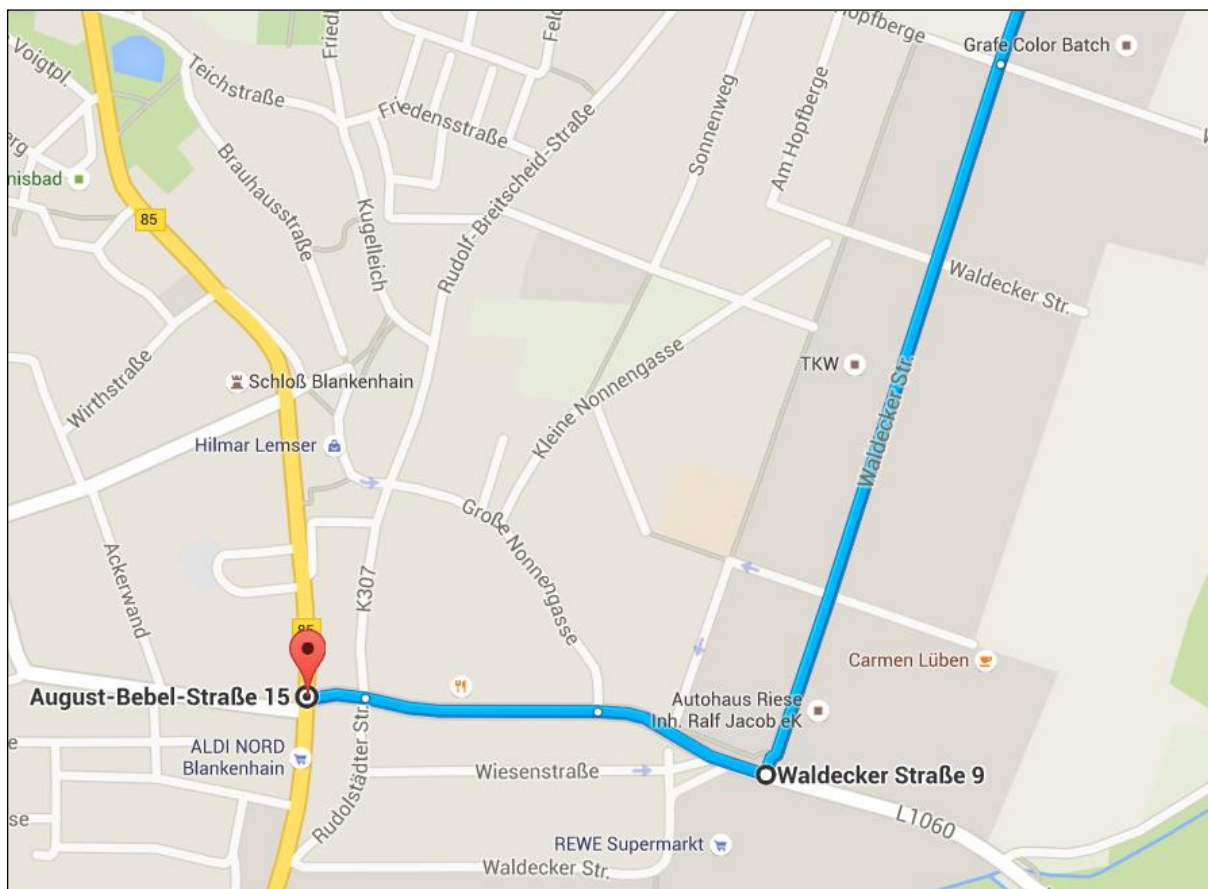 Hopfberge
Grafe Color Batch
Voigtpl.
Teichstraße
Friedensstraße
Rudolf-Breitscheid-Straße
Sonnenweg
Am Hopfberge
Brauhausstraße
Kugelleich
85
Waldecker Str.
Kleine Nonnengasse
TKW
Schloß Blankenhain
Wirthstraße
Waldecker Str.
Hilmar Lemser
Große Nonnengasse
Ackerwand
K307
85
Carmen Lüben
August-Bebel-Straße 15
Autohaus Riese
Inh. Ralf Jacob eK
ALDI NORD
Blankenhain
Rudolstädter Str.
Wiesenstraße
Waldecker Straße 9
L1060
REWE Supermarkt
Waldecker Str.